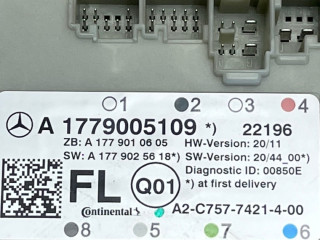 1 2 3 4
A 1779005109 *) 22196
ZB: A 177 901 06 05 HW-Version: 20/11
SW: A 177 902 56 18*) SW-Version: 20/44_00*)
Diagnostic ID: 00850E
FL Q01 *) at first delivery
Continental A2-C757-7421-4-00
8 5 7 6